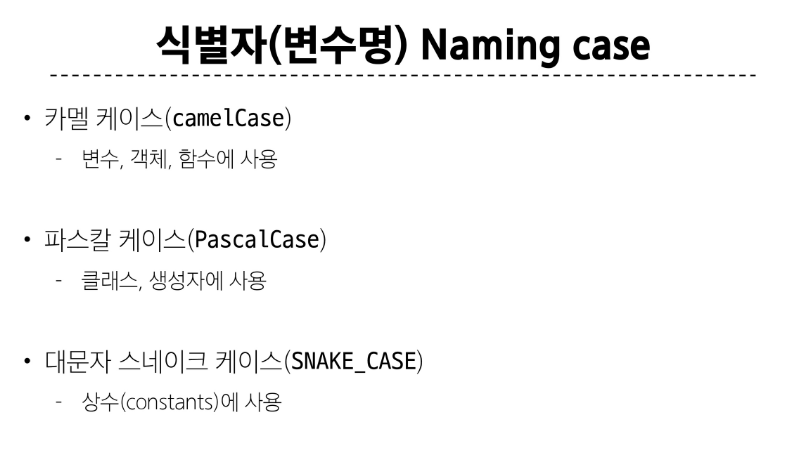 식별자(변수명) Naming case
• 카멜 케이스(camelCase)
- 변수, 객체, 함수에 사용
• 파스칼 케이스(PascalCase)
- 클래스, 생성자에 사용
• 대문자 스네이크 케이스(SNAKE_CASE)
- 상수(constants)에 사용